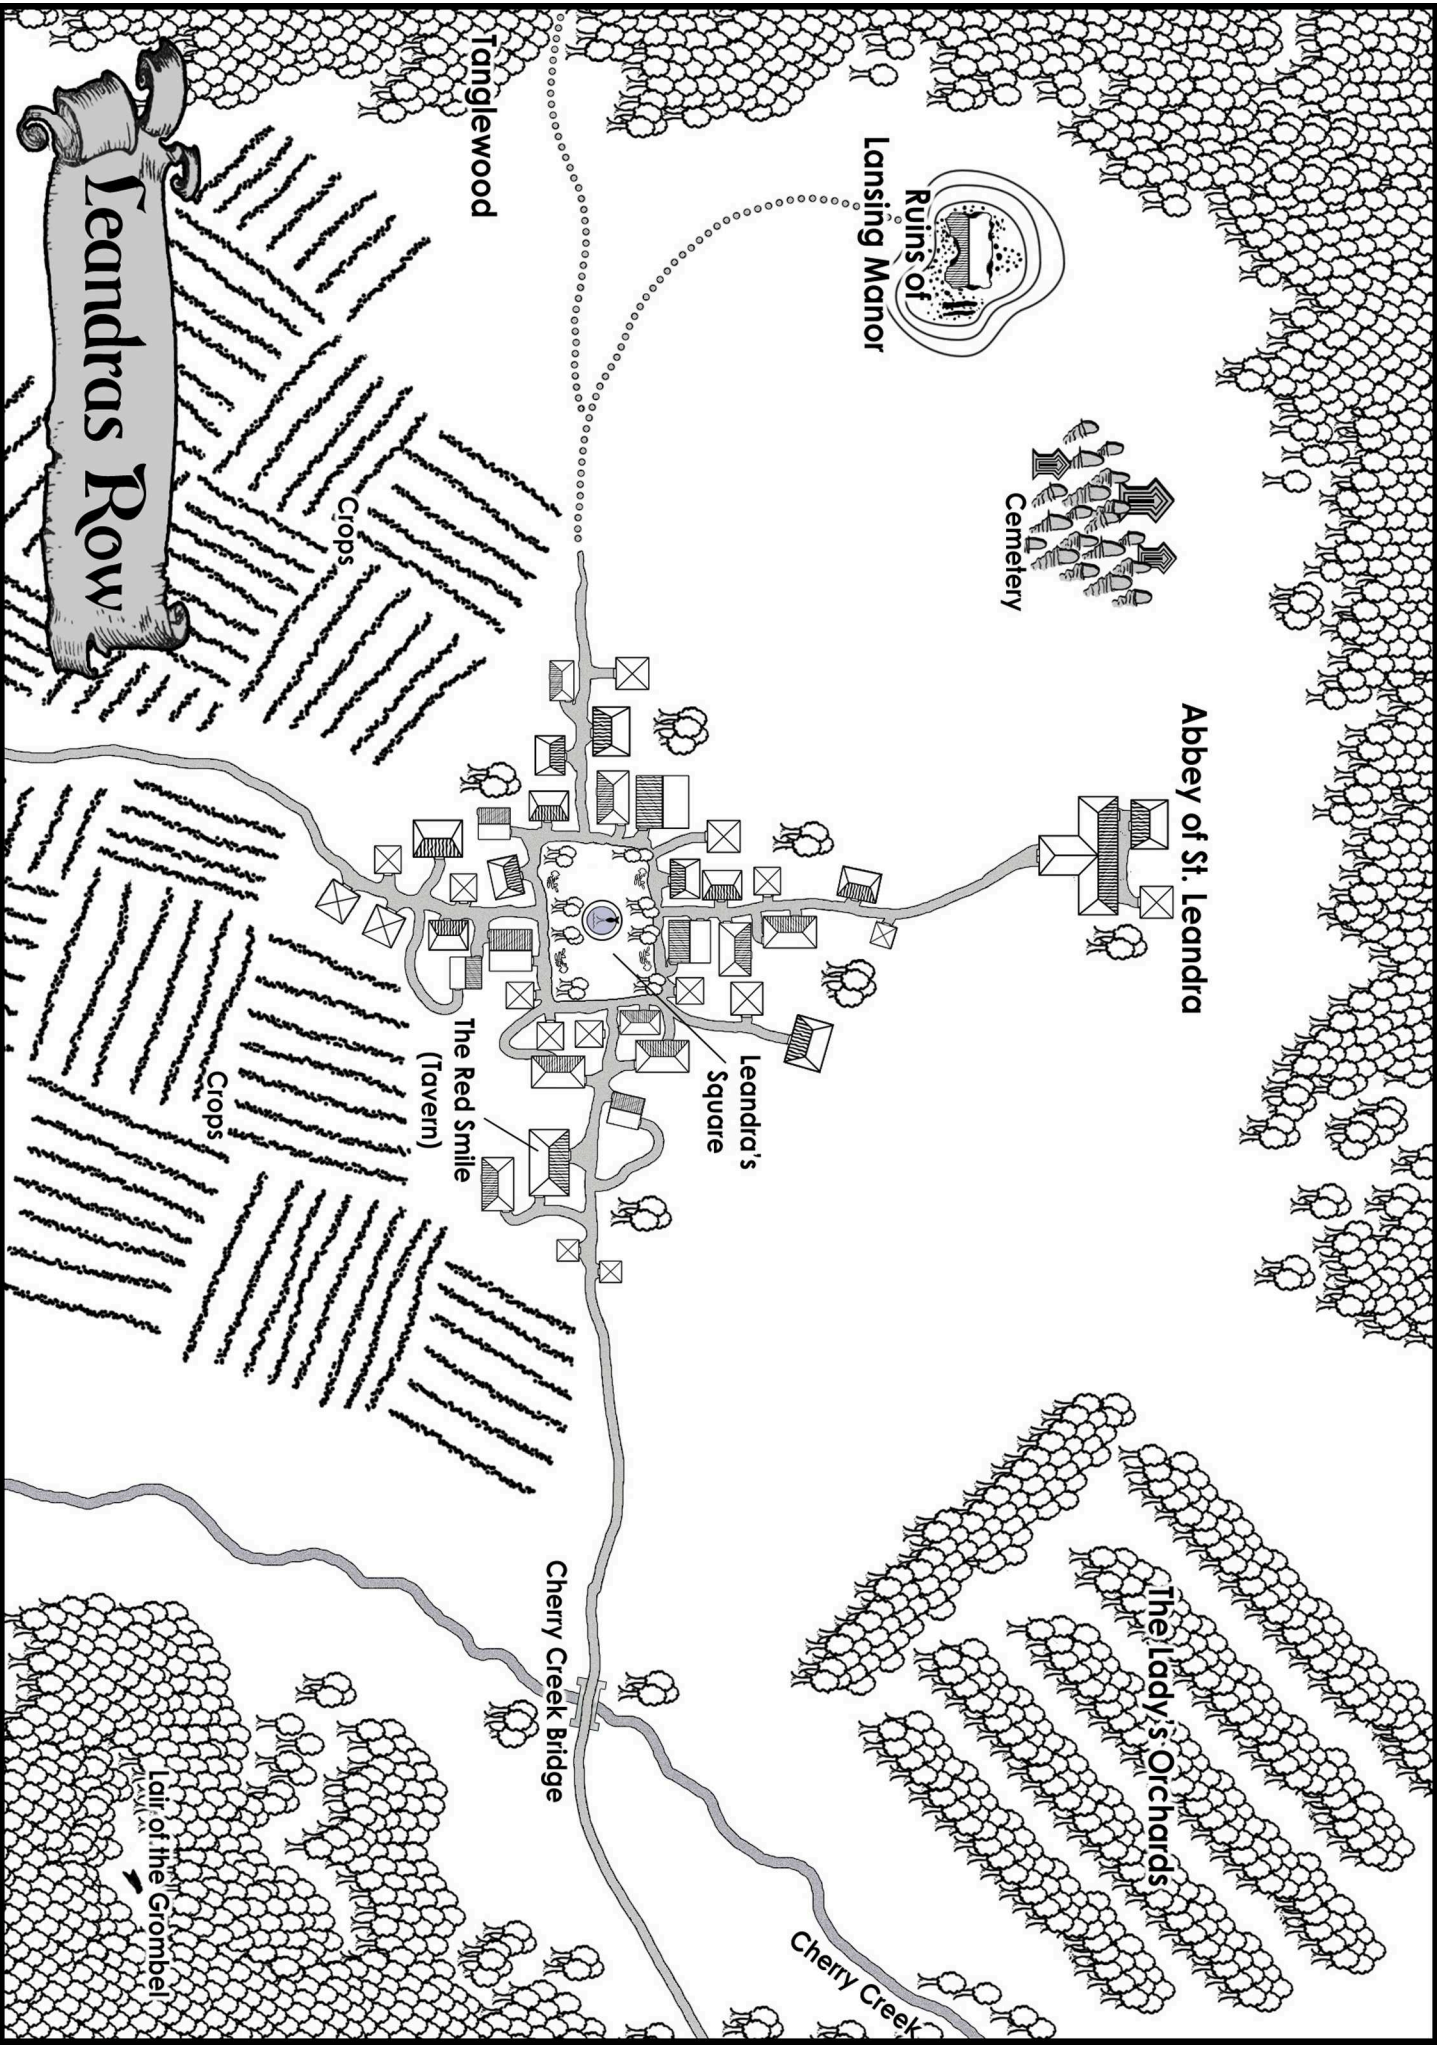 Abbey of St. Leandra
The Lady's Orchards
Cemetery
Ruins of
Lansing Manor
Cherry Creek
Leandra's
Square
Cherry Creek Bridge
Tanglewood
The Red Smile
(Tavern)
Crops
Crops
Lair of the Grombel
Leandras Row